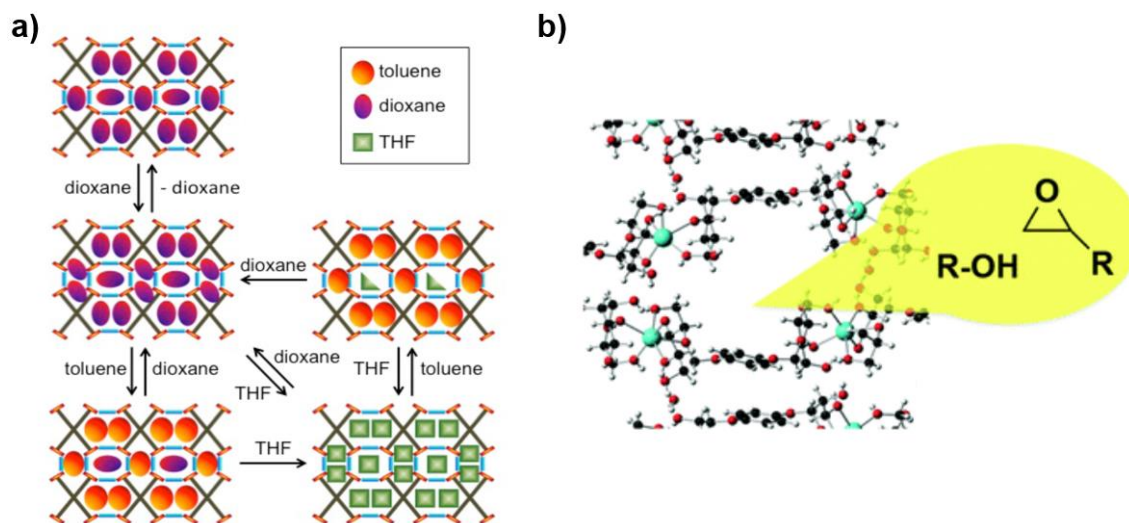 a)
toluene
dioxane
THF
dioxane
- dioxane
dioxane
toluene
dioxane
dioxane
THF
THF
toluene
THF
b)
O
R-OH
R